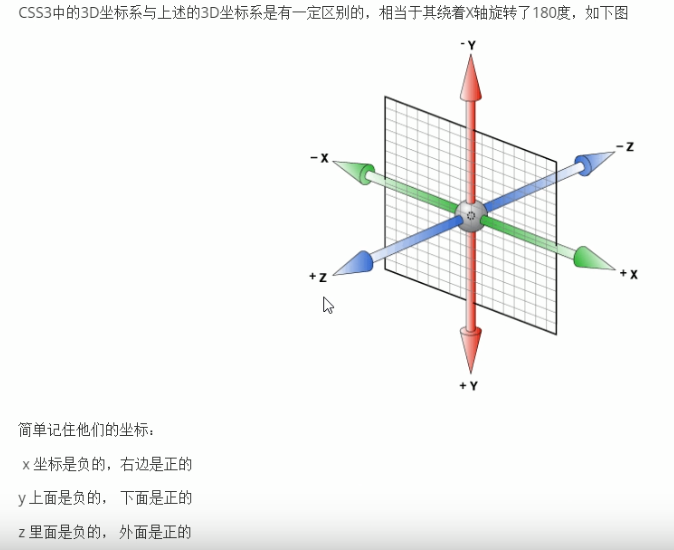 CSS3中的3D坐标系与上述的3D坐标系是有一定区别的，相当于其绕着X轴旋转了180度，如下图
- Y
- X
- Z
+ Z
+ X
+ Y
简单记住他们的坐标：
x 坐标是负的，右边是正的
y 上面是负的， 下面是正的
z 里面是负的， 外面是正的